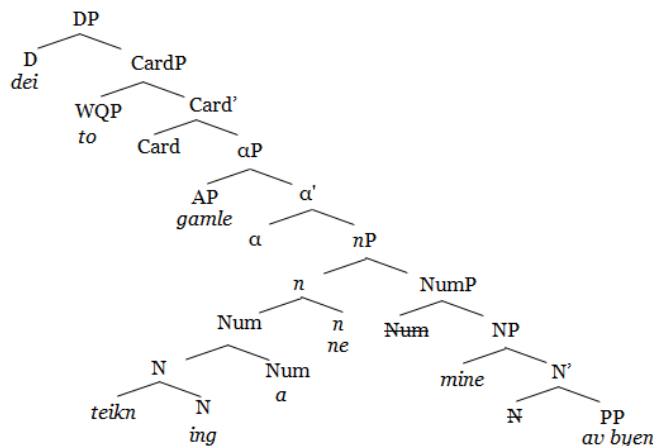 DP
D CardP
dei
WQP Card'
to
Card αP
AP α'
gamle
α nP
n NumP
Num n Num NP
ne
N Num mine N'
a
teikn N N PP
ing av byen